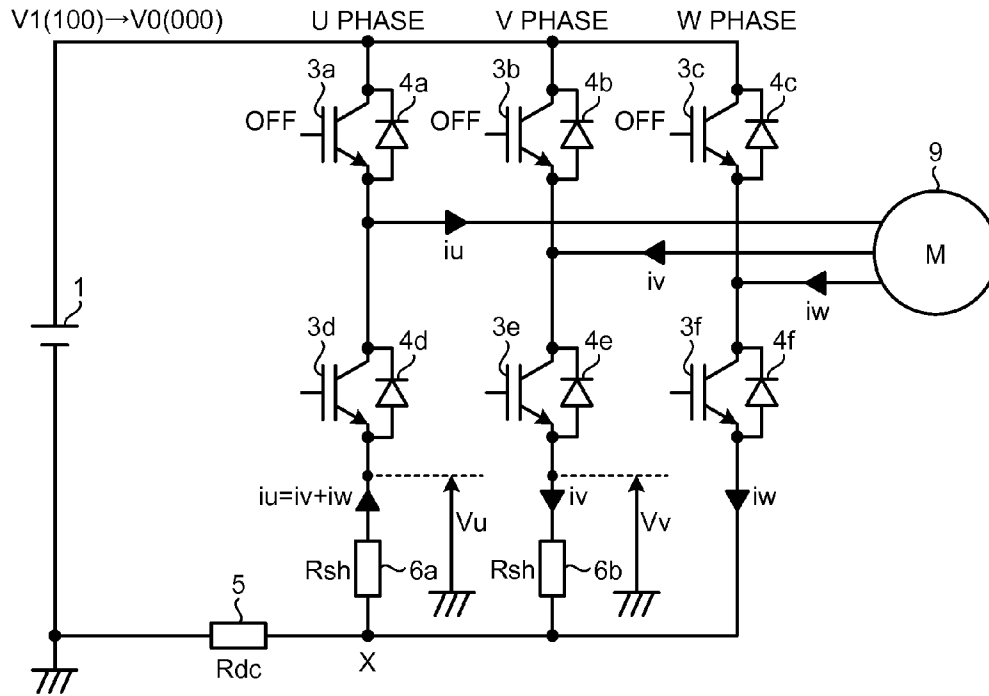 V1(100)→V0(000)
U PHASE
V PHASE
W PHASE
3a
4a
3b
4b
3c
4c
OFF
OFF
OFF
9
M
iu
iv
iw
1
3d
4d
3e
4e
3f
4f
iu=iv+iw
Vu
iv
Vv
iw
Rsh
6a
Rsh
6b
5
Rdc
X